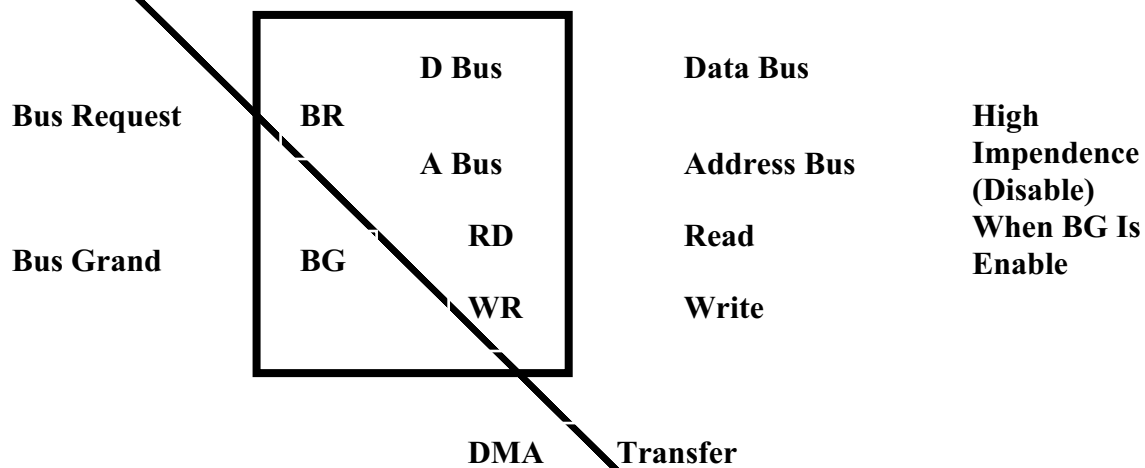 D Bus Data Bus
Bus Request BR High
Impendence
A Bus Address Bus
(Disable)
RD Read When BG Is
Bus Grand BG Enable
WR Write
DMA Transfer